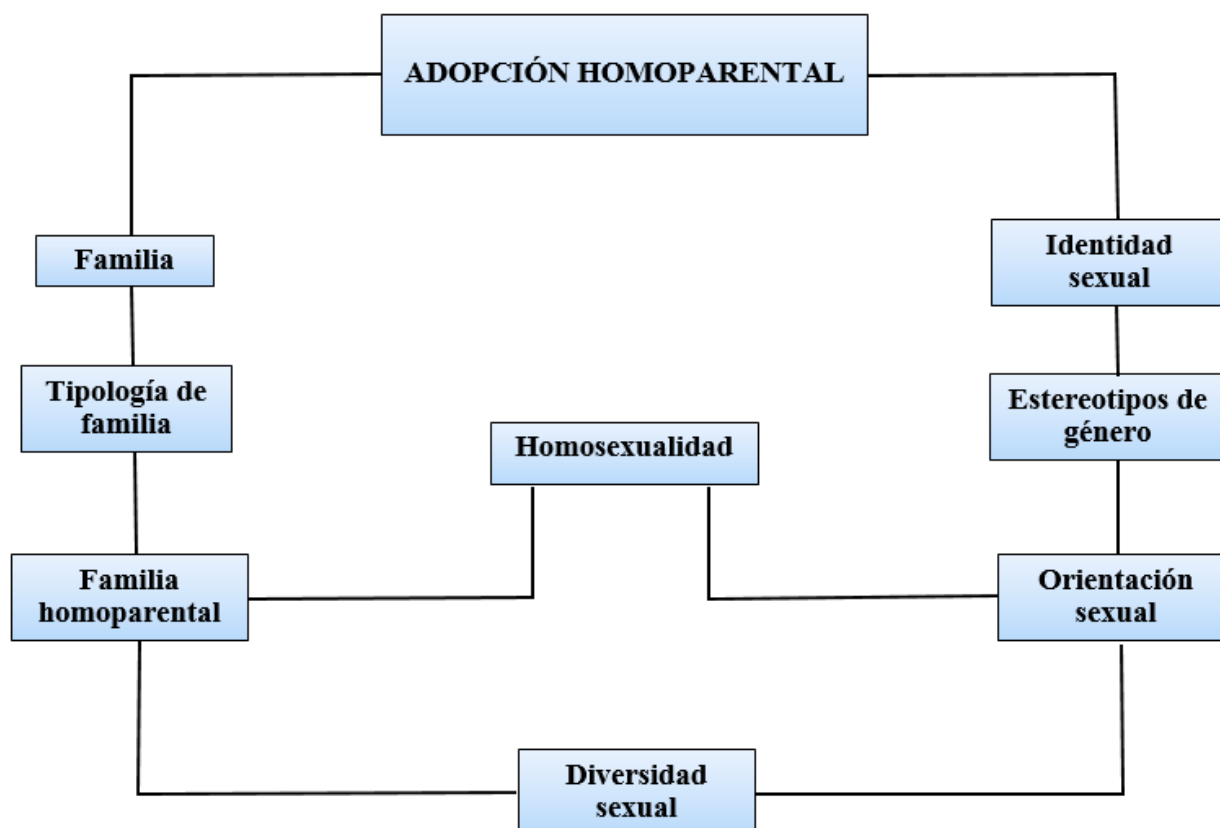 ADOPCIÓN HOMOPARENTAL
Familia
Identidad
sexual
Tipología de
familia
Estereotipos de
género
Homosexualidad
Familia
homoparental
Orientación
sexual
Diversidad
sexual